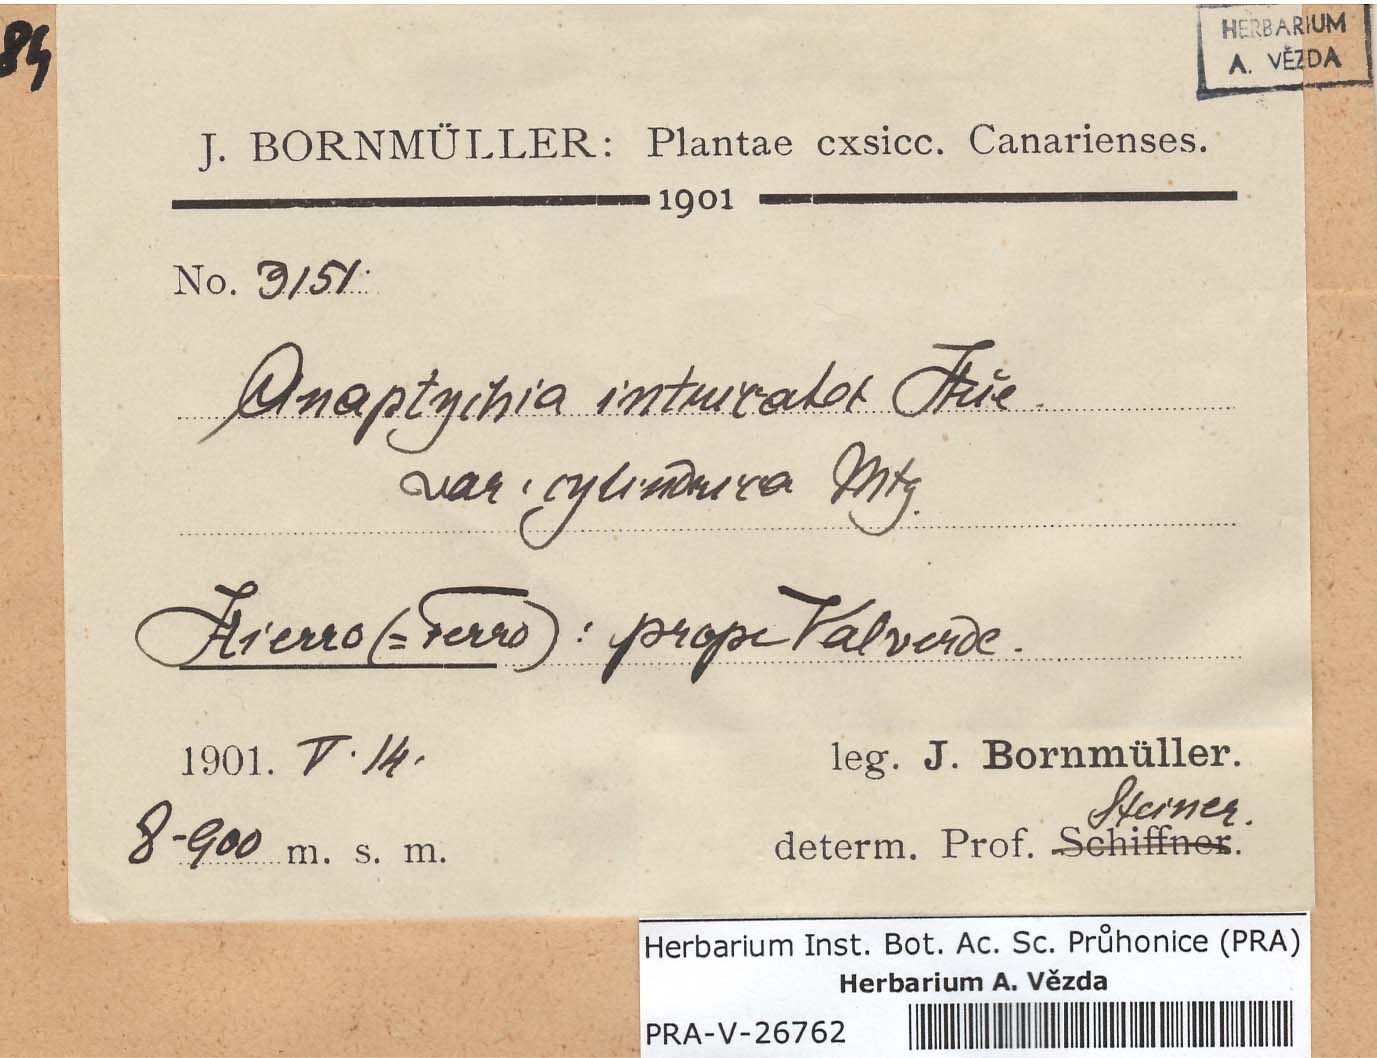 84
HERBARIUM
A. VĚZDA
J. BORNMÜLLER: Plantae cxsicc. Canarienses.
1901
No. 3151.
Anaptychia intricata Hue.
var. cylindrica Mtg.
Hierro (= Ferro): prope Valverde.
1901. V. 14.
leg. J. Bornmüller.
Steiner.
8-900 m. s. m.
determ. Prof. Schiffner.
Herbarium Inst. Bot. Ac. Sc. Průhonice (PRA)
Herbarium A. Vězda
PRA-V-26762